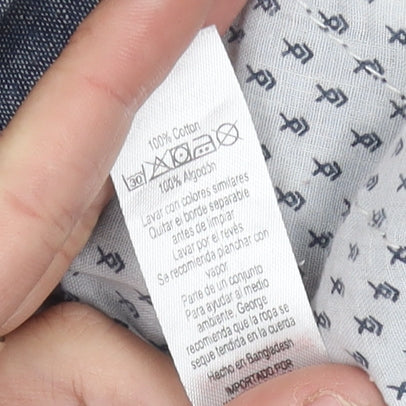 100% Cotton
30
100% Algodón
Lavar con colores similares
Quitar el borde separable
antes de limpiar
Lavar por el revés
Se recomienda planchar con
vapor
Parte de un conjunto
Para ayudar al medio
ambiente, George
recomienda que la ropa se
seque tendida en la cuerda
Hecho en Bangladesh
IMPORTADO POR